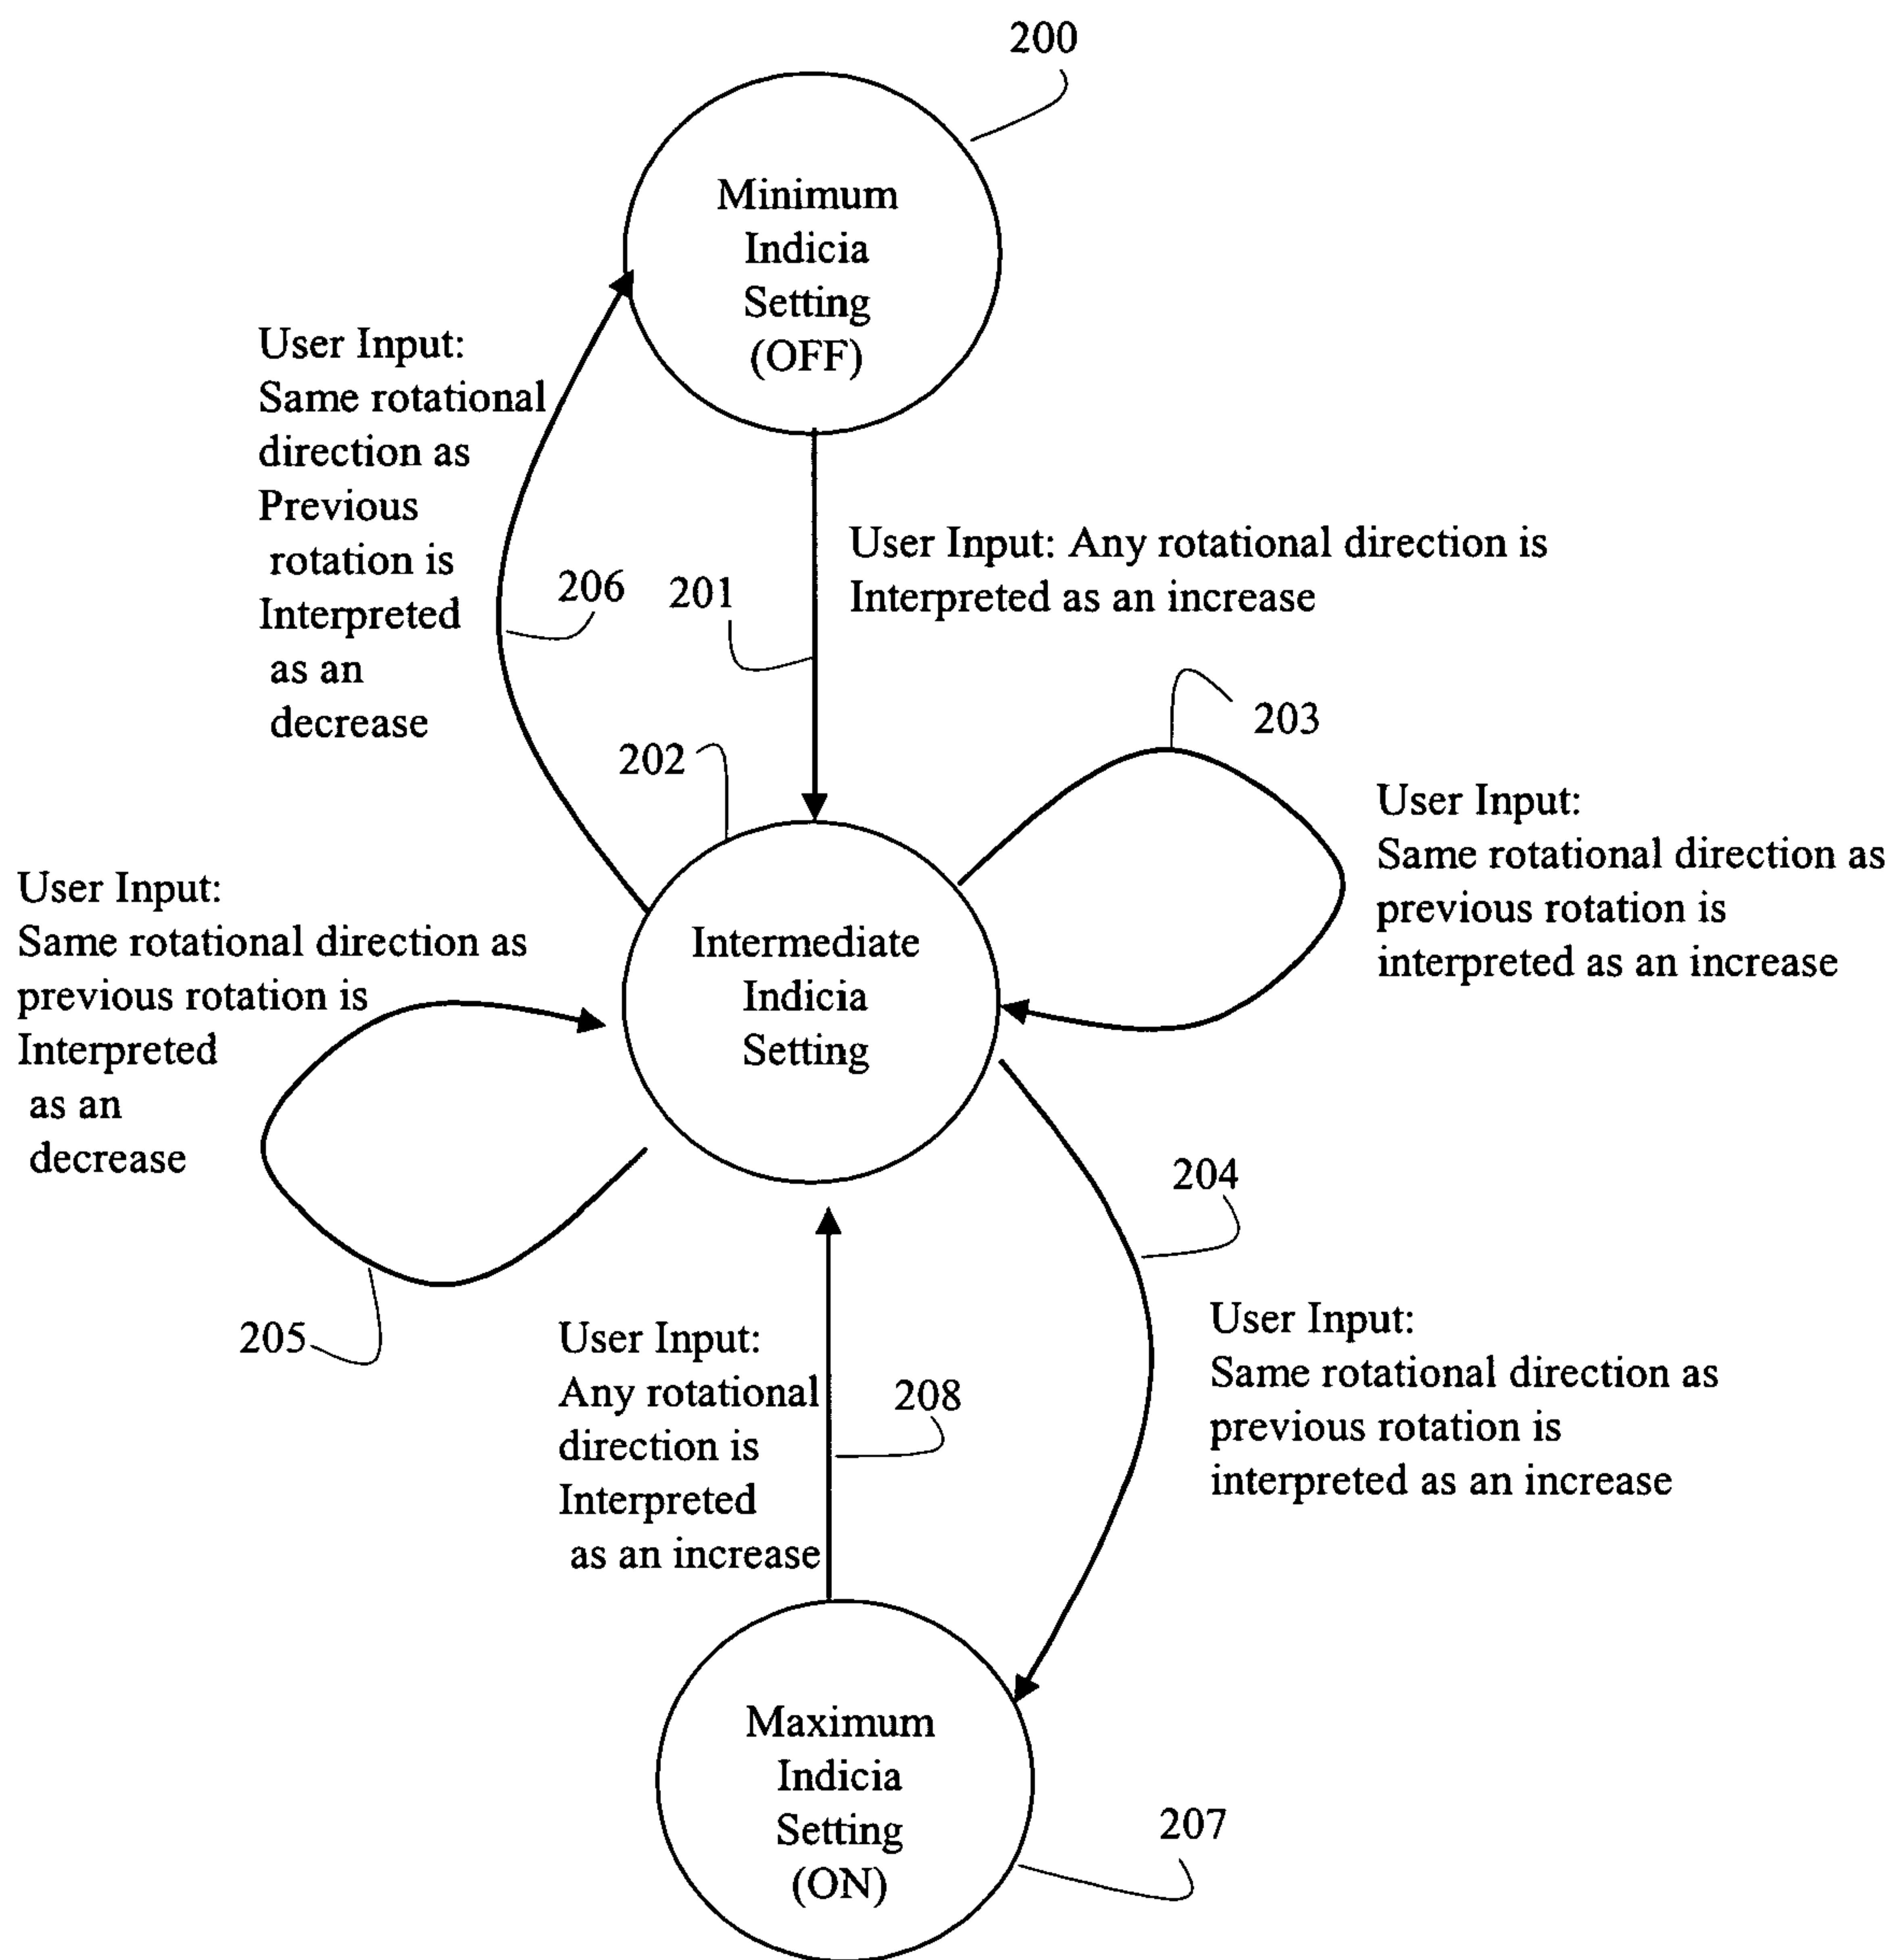 200
Minimum
Indicia
Setting
(OFF)
User Input:
Same rotational
direction as
Previous
rotation is
Interpreted
as an
decrease
206
201
User Input: Any rotational direction is
Interpreted as an increase
202
203
User Input:
Same rotational direction as
previous rotation is
interpreted as an increase
User Input:
Same rotational direction as
previous rotation is
Interpreted
as an
decrease
Intermediate
Indicia
Setting
204
205
User Input:
Any rotational
direction is
Interpreted
as an increase
208
User Input:
Same rotational direction as
previous rotation is
interpreted as an increase
Maximum
Indicia
Setting
(ON)
207